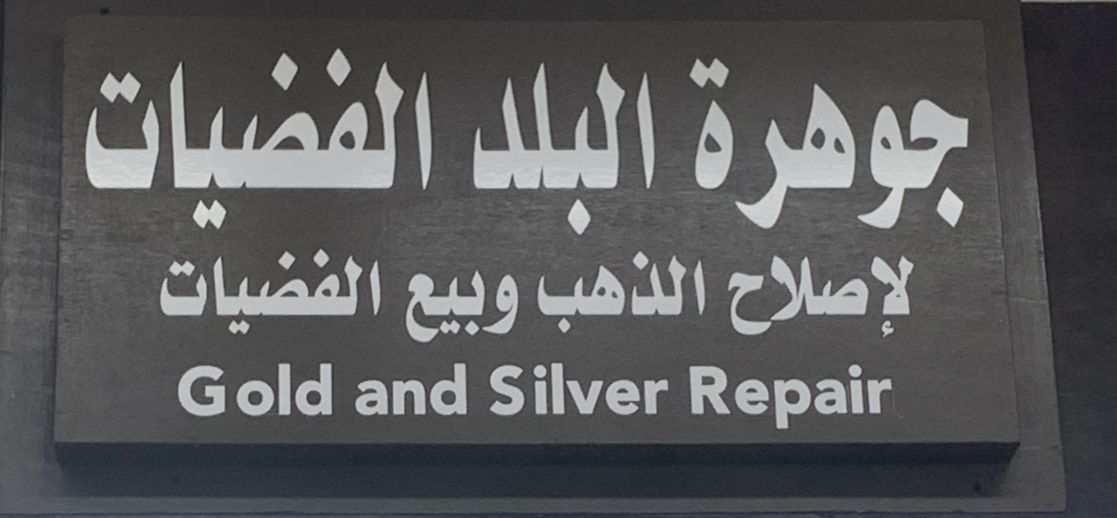 جوهرة البلد الفضيات
لإصلاح الذهب وبيع الفضيات
Gold and Silver Repair